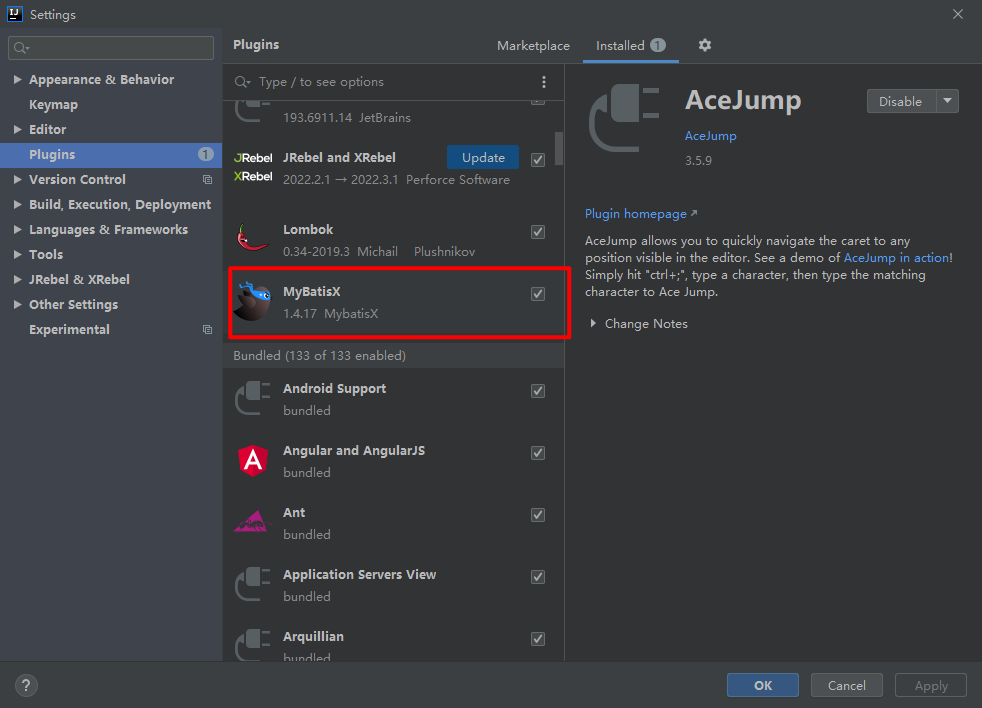 Settings
Plugins
Marketplace
Installed 1
Type / to see options
Appearance & Behavior
Keymap
Editor
Plugins 1
Version Control
Build, Execution, Deployment
Languages & Frameworks
Tools
JRebel & XRebel
Other Settings
Experimental
193.6911.14 JetBrains
JRebel
XRebel
JRebel and XRebel
Update
2022.2.1 → 2022.3.1 Perforce Software
Lombok
0.34-2019.3 Michail Plushnikov
MyBatisX
1.4.17 MybatisX
Bundled (133 of 133 enabled)
Android Support
bundled
Angular and AngularJS
bundled
Ant
bundled
Application Servers View
bundled
Arquillian
bundled
AceJump
Disable
AceJump
3.5.9
Plugin homepage ↗
AceJump allows you to quickly navigate the caret to any
position visible in the editor. See a demo of AceJump in action!
Simply hit "ctrl+;", type a character, then type the matching
character to Ace Jump.
Change Notes
?
OK
Cancel
Apply